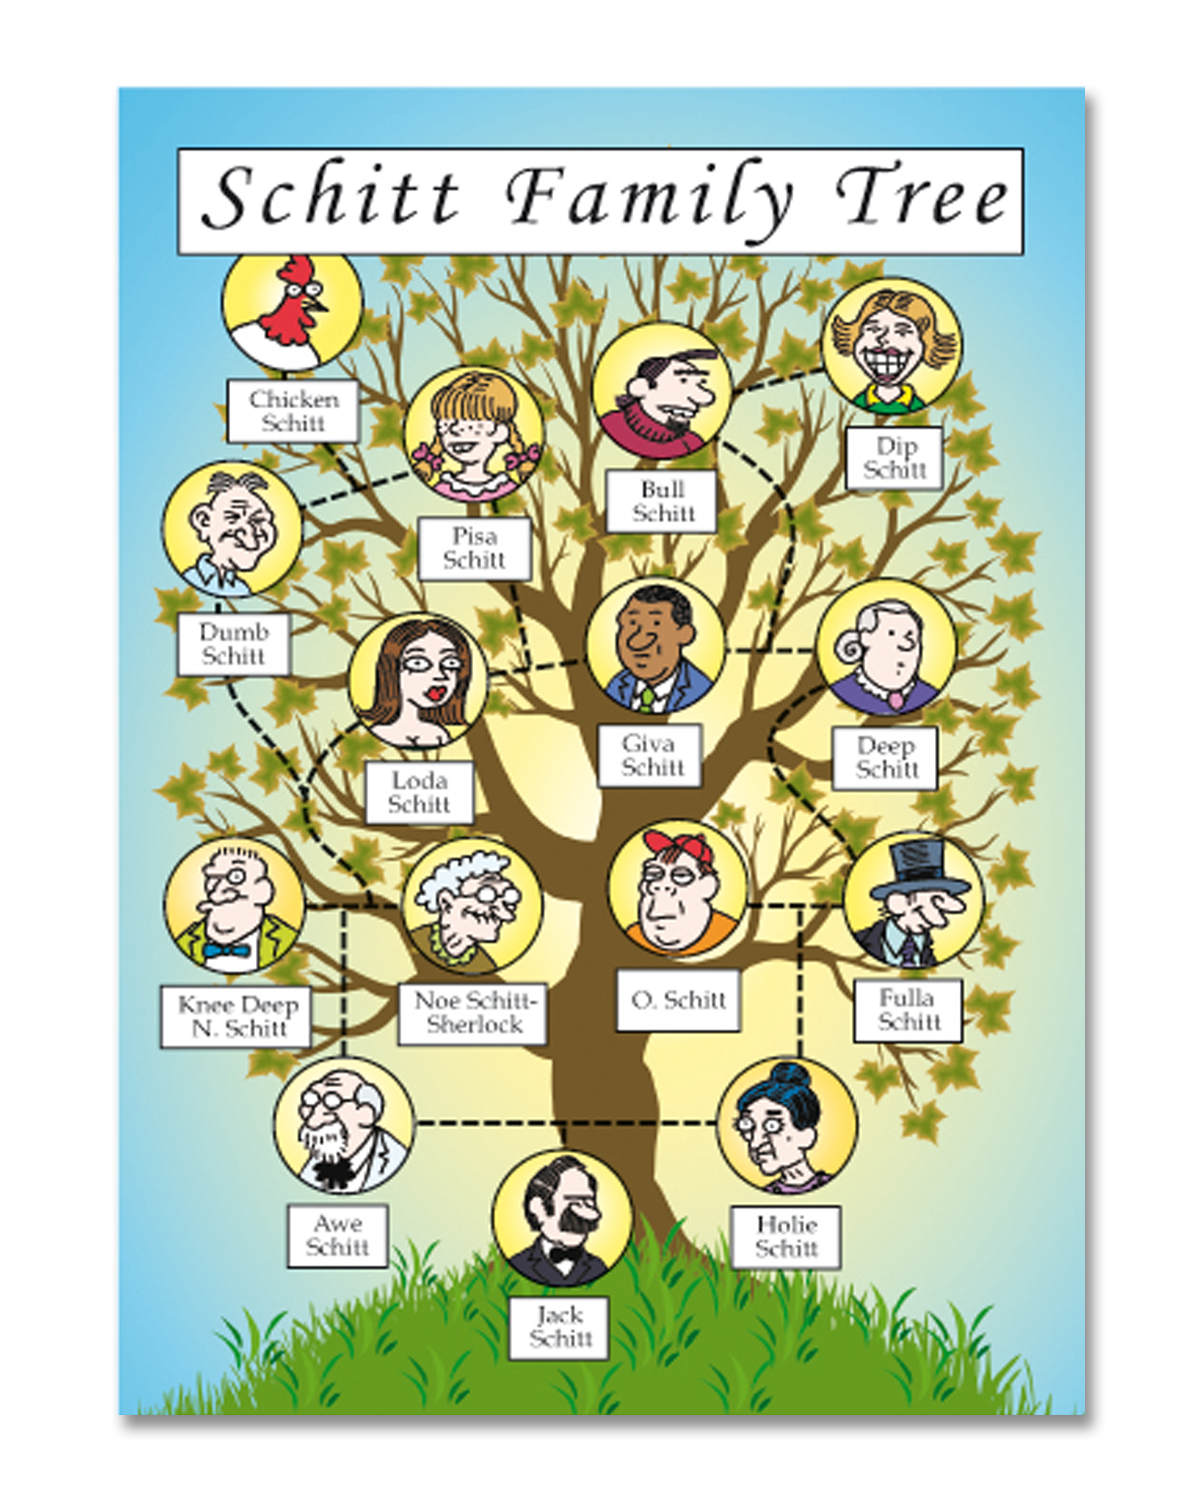 Schitt Family Tree
Chicken
Schitt
Dip
Schitt
Bull
Schitt
Pisa
Schitt
Dumb
Schitt
Giva
Schitt
Deep
Schitt
Loda
Schitt
Knee Deep
N. Schitt
Noe Schitt-
Sherlock
O. Schitt
Fulla
Schitt
Awe
Schitt
Holie
Schitt
Jack
Schitt